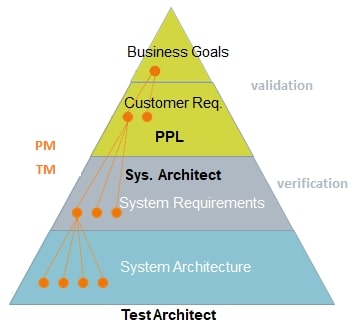 Business Goals
validation
Customer Req.
PPL
PM
TM
Sys. Architect
verification
System Requirements
System Architecture
Test Architect